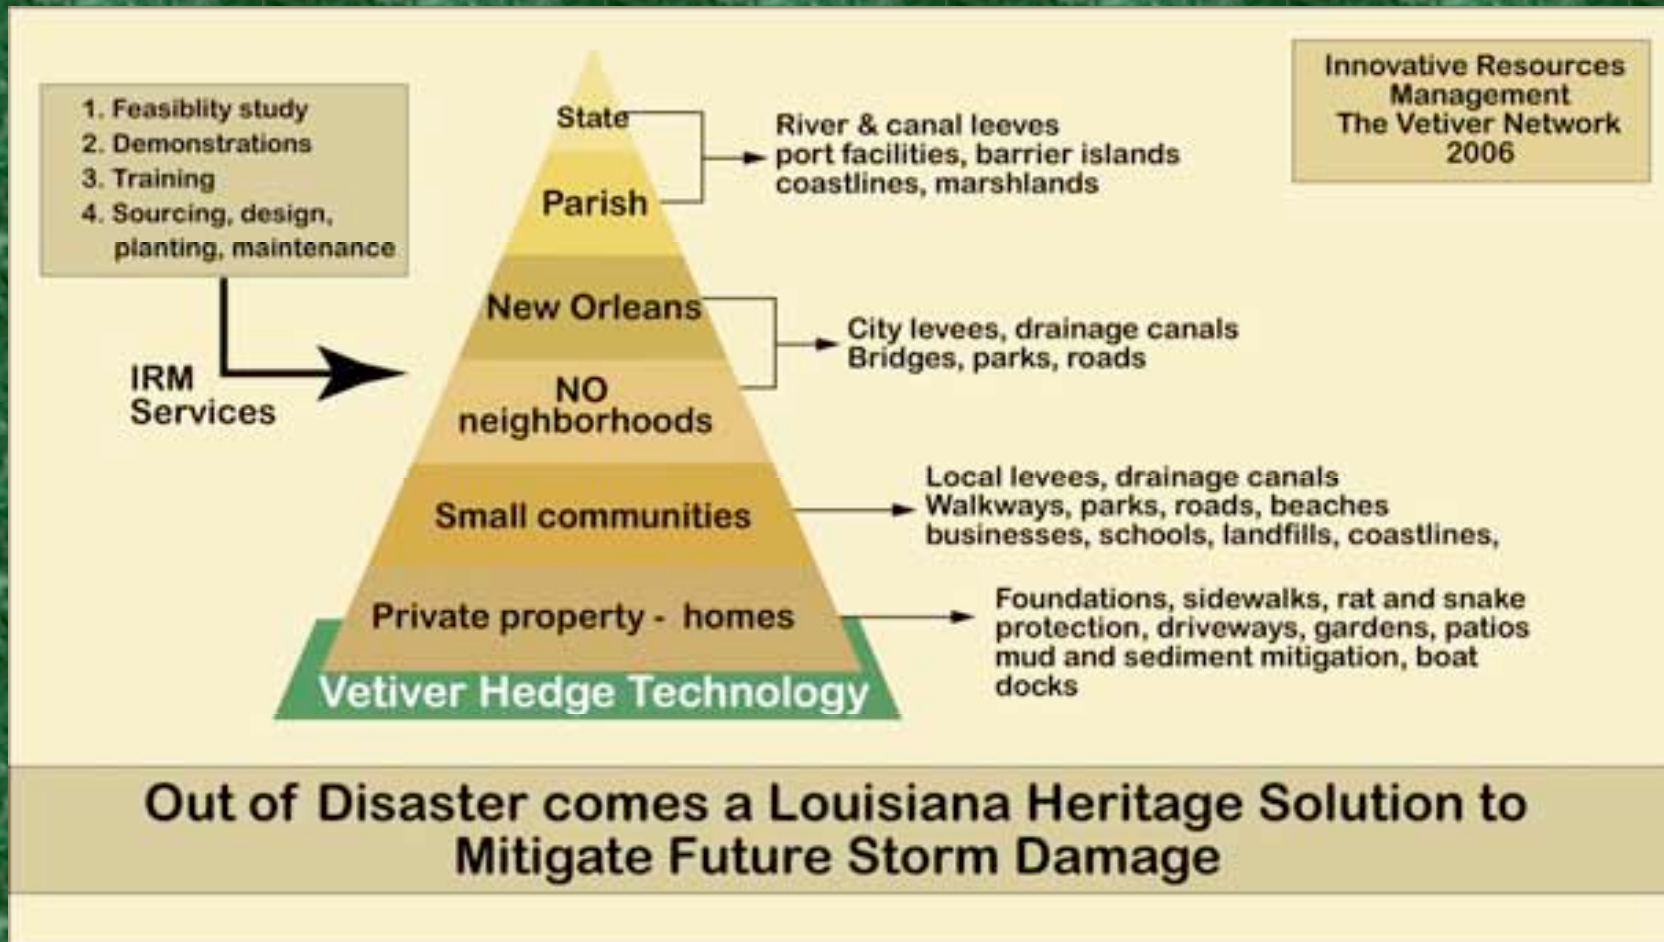 1. Feasiblity study
2. Demonstrations
3. Training
4. Sourcing, design,
planting, maintenance
IRM
Services
State
Parish
New Orleans
NO
neighborhoods
Small communities
Private property - homes
Vetiver Hedge Technology
River & canal leeves
port facilities, barrier islands
coastlines, marshlands
City levees, drainage canals
Bridges, parks, roads
Local levees, drainage canals
Walkways, parks, roads, beaches
businesses, schools, landfills, coastlines,
Foundations, sidewalks, rat and snake
protection, driveways, gardens, patios
mud and sediment mitigation, boat
docks
Innovative Resources
Management
The Vetiver Network
2006
Out of Disaster comes a Louisiana Heritage Solution to
Mitigate Future Storm Damage